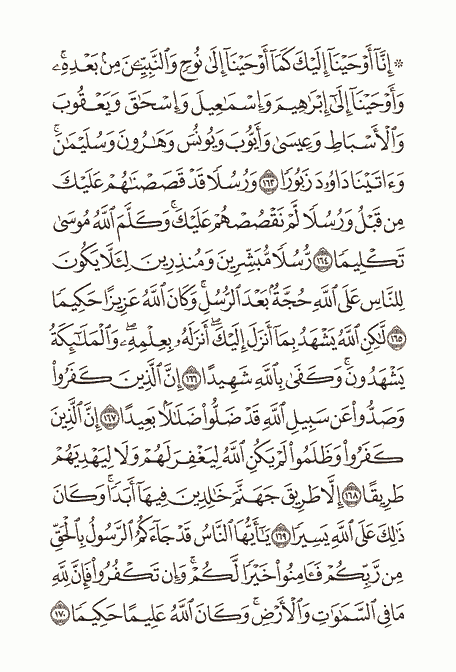 ۞ إِنَّآ أَوۡحَيۡنَآ إِلَيۡكَ كَمَآ أَوۡحَيۡنَآ إِلَىٰ نُوحٖ وَٱلنَّبِيِّـۧنَ مِنۢ بَعۡدِهِۦۚ
وَأَوۡحَيۡنَآ إِلَىٰٓ إِبۡرَٰهِيمَ وَإِسۡمَٰعِيلَ وَإِسۡحَٰقَ وَيَعۡقُوبَ
وَٱلۡأَسۡبَاطِ وَعِيسَىٰ وَأَيُّوبَ وَيُونُسَ وَهَٰرُونَ وَسُلَيۡمَٰنَۚ
وَءَاتَيۡنَا دَاوُۥدَ زَبُورٗا ١٦٣ وَرُسُلٗا قَدۡ قَصَصۡنَٰهُمۡ عَلَيۡكَ
مِن قَبۡلُ وَرُسُلٗا لَّمۡ نَقۡصُصۡهُمۡ عَلَيۡكَۚ وَكَلَّمَ ٱللَّهُ مُوسَىٰ
تَكۡلِيمٗا ١٦٤ رُّسُلٗا مُّبَشِّرِينَ وَمُنذِرِينَ لِئَلَّا يَكُونَ
لِلنَّاسِ عَلَى ٱللَّهِ حُجَّةُۢ بَعۡدَ ٱلرُّسُلِۚ وَكَانَ ٱللَّهُ عَزِيزًا حَكِيمٗا
١٦٥ لَّٰكِنِ ٱللَّهُ يَشۡهَدُ بِمَآ أَنزَلَ إِلَيۡكَۖ أَنزَلَهُۥ بِعِلۡمِهِۦۖ وَٱلۡمَلَٰٓئِكَةُ
يَشۡهَدُونَۚ وَكَفَىٰ بِٱللَّهِ شَهِيدًا ١٦٦ إِنَّ ٱلَّذِينَ كَفَرُواْ
وَصَدُّواْ عَن سَبِيلِ ٱللَّهِ قَدۡ ضَلُّواْ ضَلَٰلَۢا بَعِيدًا ١٦٧ إِنَّ ٱلَّذِينَ
كَفَرُواْ وَظَلَمُواْ لَمۡ يَكُنِ ٱللَّهُ لِيَغۡفِرَ لَهُمۡ وَلَا لِيَهۡدِيَهُمۡ
طَرِيقًا ١٦٨ إِلَّا طَرِيقَ جَهَنَّمَ خَٰلِدِينَ فِيهَآ أَبَدٗاۚ وَكَانَ
ذَٰلِكَ عَلَى ٱللَّهِ يَسِيرٗا ١٦٩ يَٰٓأَيُّهَا ٱلنَّاسُ قَدۡ جَآءَكُمُ ٱلرَّسُولُ بِٱلۡحَقِّ
مِن رَّبِّكُمۡ فَـَٔامِنُواْ خَيۡرٗا لَّكُمۡۚ وَإِن تَكۡفُرُواْ فَإِنَّ لِلَّهِ
مَا فِي ٱلسَّمَٰوَٰتِ وَٱلۡأَرۡضِۚ وَكَانَ ٱللَّهُ عَلِيمًا حَكِيمٗا ١٧٠